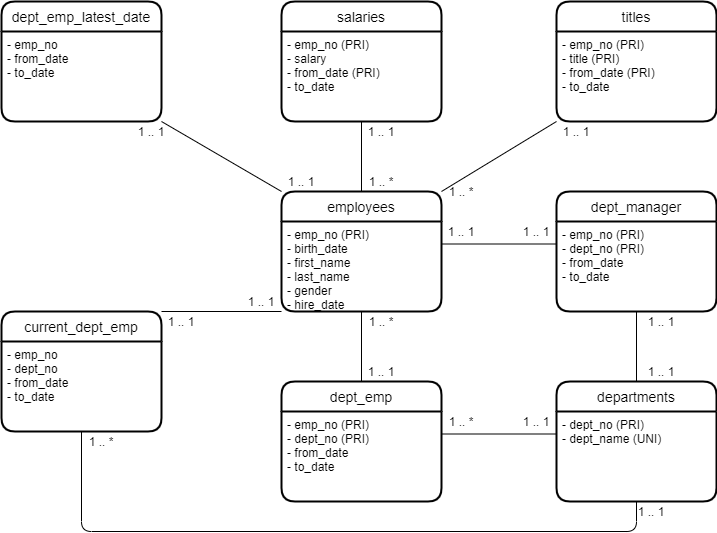 dept_emp_latest_date
- emp_no
- from_date
- to_date
salaries
- emp_no (PRI)
- salary
- from_date (PRI)
- to_date
titles
- emp_no (PRI)
- title (PRI)
- from_date (PRI)
- to_date
1 .. 1
1 .. 1
1 .. 1
1 .. 1
1 .. *
1 .. *
employees
- emp_no (PRI)
- birth_date
- first_name
- last_name
- gender
- hire_date
1 .. 1
1 .. 1
dept_manager
- emp_no (PRI)
- dept_no (PRI)
- from_date
- to_date
1 .. 1
1 .. 1
1 .. *
1 .. 1
current_dept_emp
- emp_no
- dept_no
- from_date
- to_date
1 .. 1
1 .. 1
dept_emp
- emp_no (PRI)
- dept_no (PRI)
- from_date
- to_date
1 .. *
1 .. 1
departments
- dept_no (PRI)
- dept_name (UNI)
1 .. *
1 .. 1